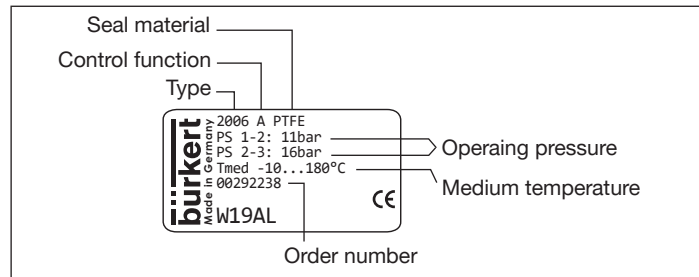 Seal material
Control function
Type
2006 A PTFE
PS 1-2: 11bar
PS 2-3: 16bar
Tmed -10...180°C
00292238
W19AL
bürkert
Made in Germany
CE
Operaing pressure
Medium temperature
Order number